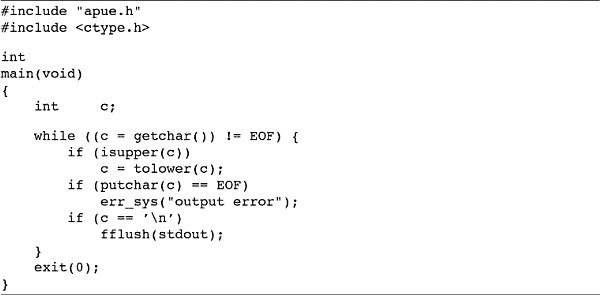 #include "apue.h"
#include <ctype.h>
int
main(void)
{
    int     c;
    while ((c = getchar()) != EOF) {
        if (isupper(c))
            c = tolower(c);
        if (putchar(c) == EOF)
            err_sys("output error");
        if (c == ’\n’)
            fflush(stdout);
    }
    exit(0);
}